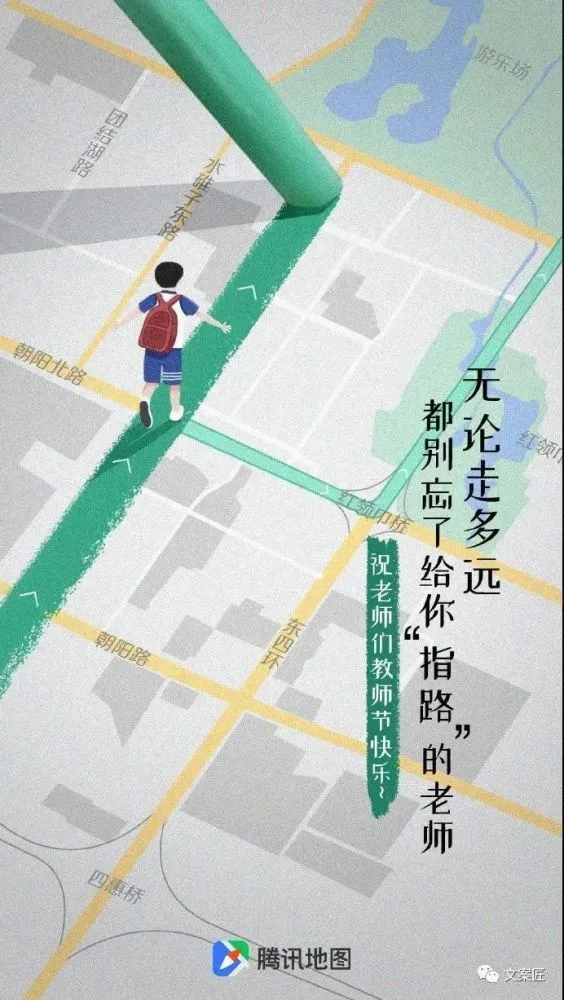 游乐场
团结湖路
水碓子东路
朝阳北路
无论走多远
都别忘了给你
“指路”的老师
红领巾桥
祝老师们教师节快乐~
东四环
朝阳路
四惠桥
腾讯地图
文案匠